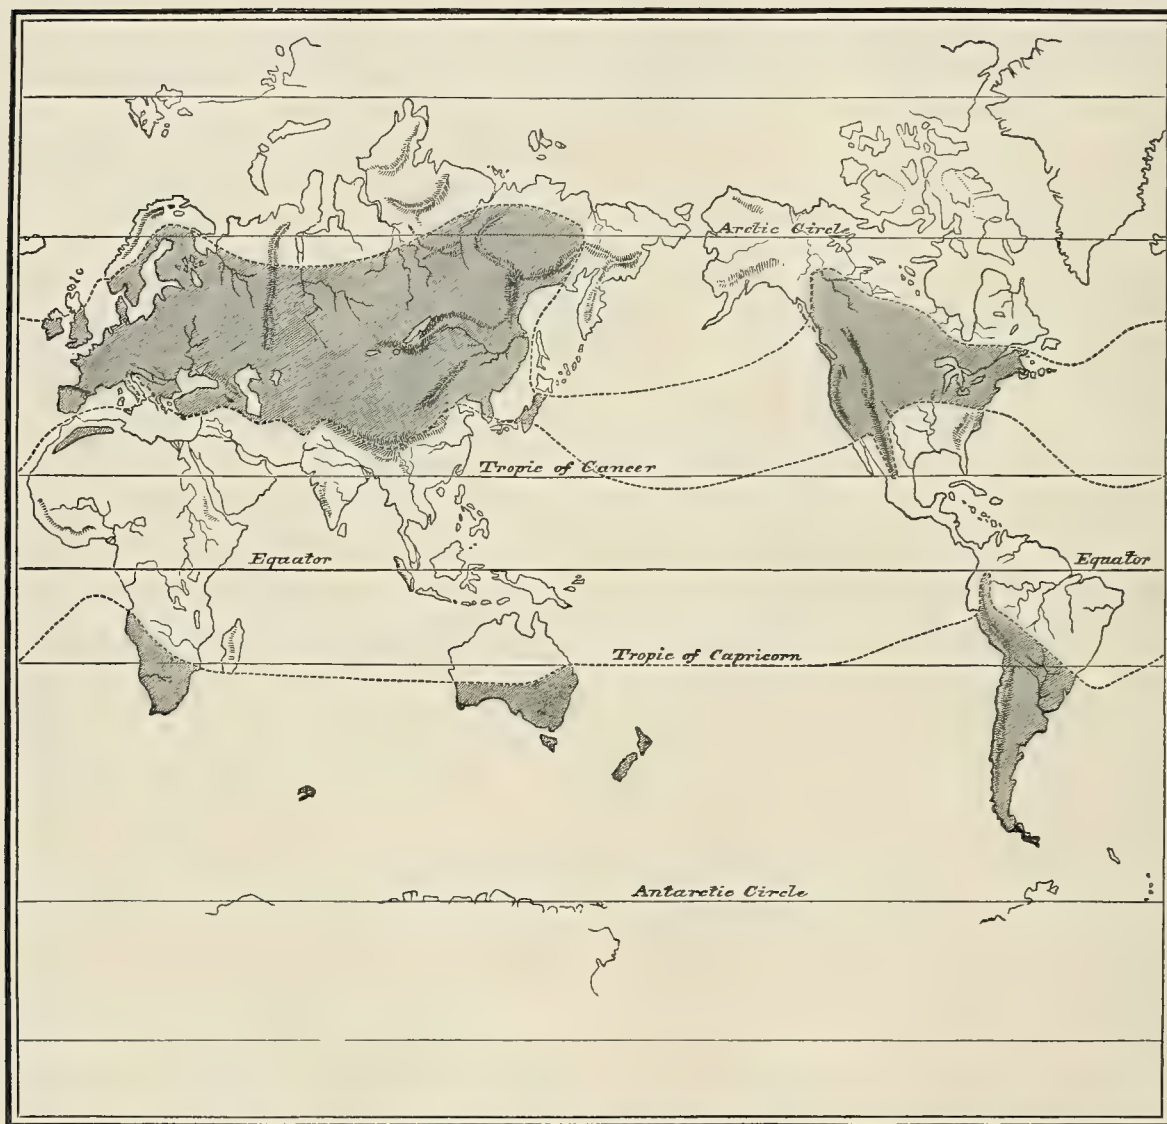 Arctic Circle
Tropic of Cancer
Equator
Equator
Tropic of Capricorn
Antarctic Circle